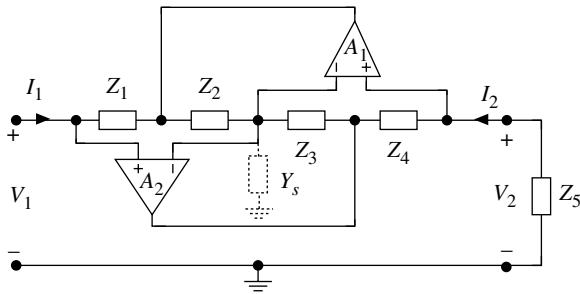 A1
− +
I1 Z1 Z2 I2
+ Z3 Z4 +
+ −
A2
V1 Ys V2 Z5
− −